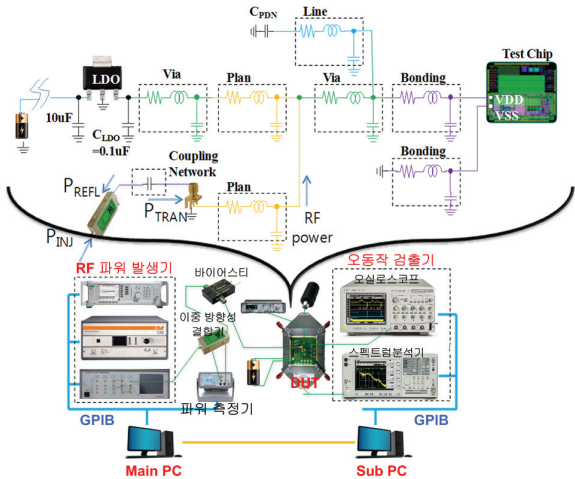 C_PDN
Line
LDO
Via
Plan
Via
Bonding
Test Chip
VDD
VSS
10uF
C_LDO
=0.1uF
Coupling
Network
Plan
Bonding
P_REFL
P_TRAN
RF
power
P_INJ
RF 파워 발생기
바이어스티
오동작 검출기
오실로스코프
이중 방향성
결합기
스펙트럼분석기
DUT
파워 측정기
GPIB
GPIB
Main PC
Sub PC